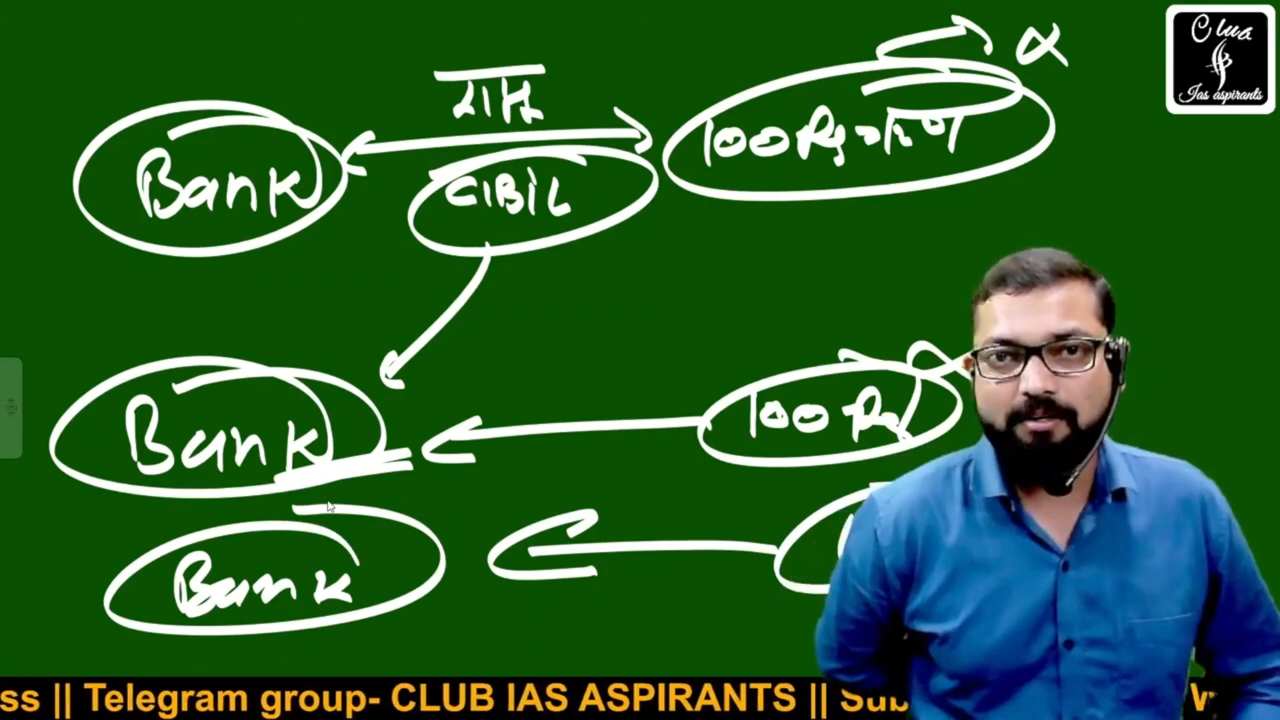 Club
Ias aspirants
Bank
CIBIL
100 Rs
Bank
100 Rs
Bank
ss || Telegram group- CLUB IAS ASPIRANTS || Sub